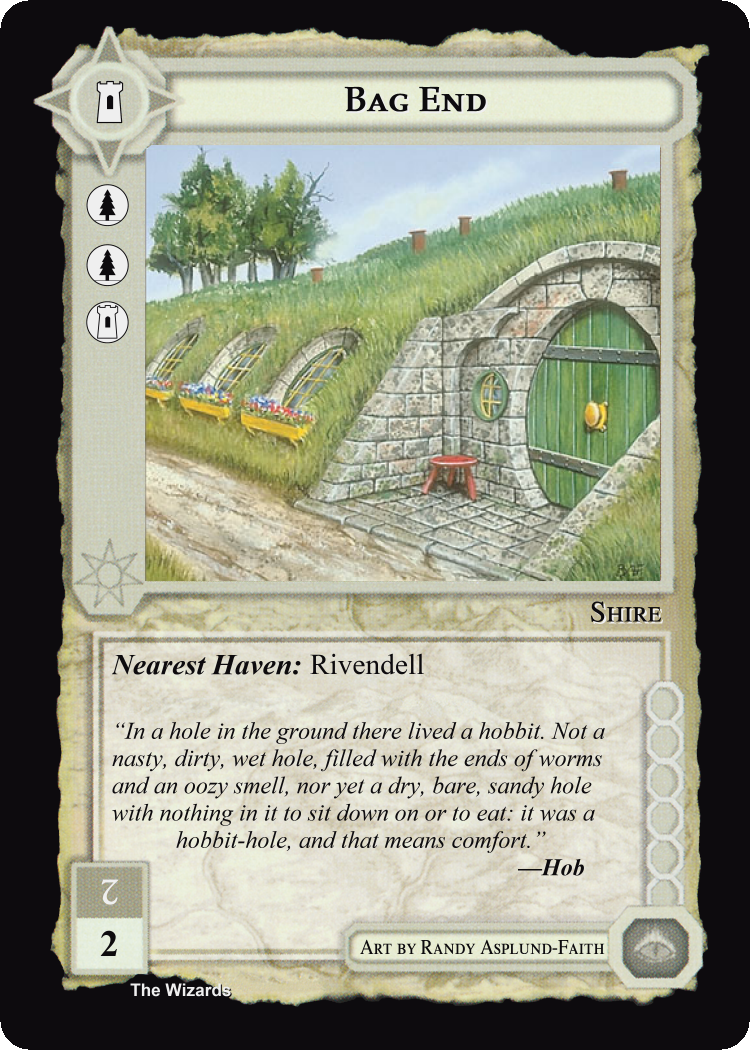 Bag End
Shire
Nearest Haven: Rivendell
“In a hole in the ground there lived a hobbit. Not a
nasty, dirty, wet hole, filled with the ends of worms
and an oozy smell, nor yet a dry, bare, sandy hole
with nothing in it to sit down on or to eat: it was a
hobbit-hole, and that means comfort.”
—Hob
2
2
Art by Randy Asplund-Faith
The Wizards